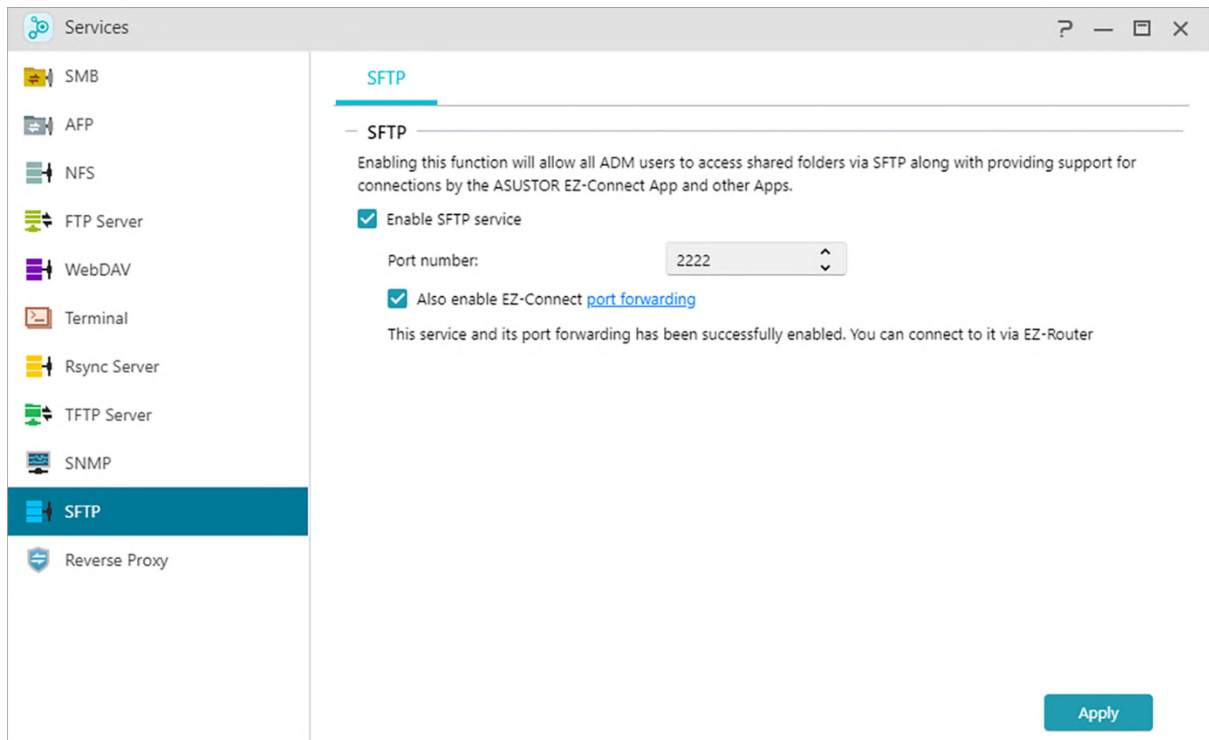 Services
SMB
AFP
NFS
FTP Server
WebDAV
Terminal
Rsync Server
TFTP Server
SNMP
SFTP
Reverse Proxy
SFTP
SFTP
Enabling this function will allow all ADM users to access shared folders via SFTP along with providing support for
connections by the ASUSTOR EZ-Connect App and other Apps.
Enable SFTP service
Port number: 2222
Also enable EZ-Connect port forwarding
This service and its port forwarding has been successfully enabled. You can connect to it via EZ-Router
Apply